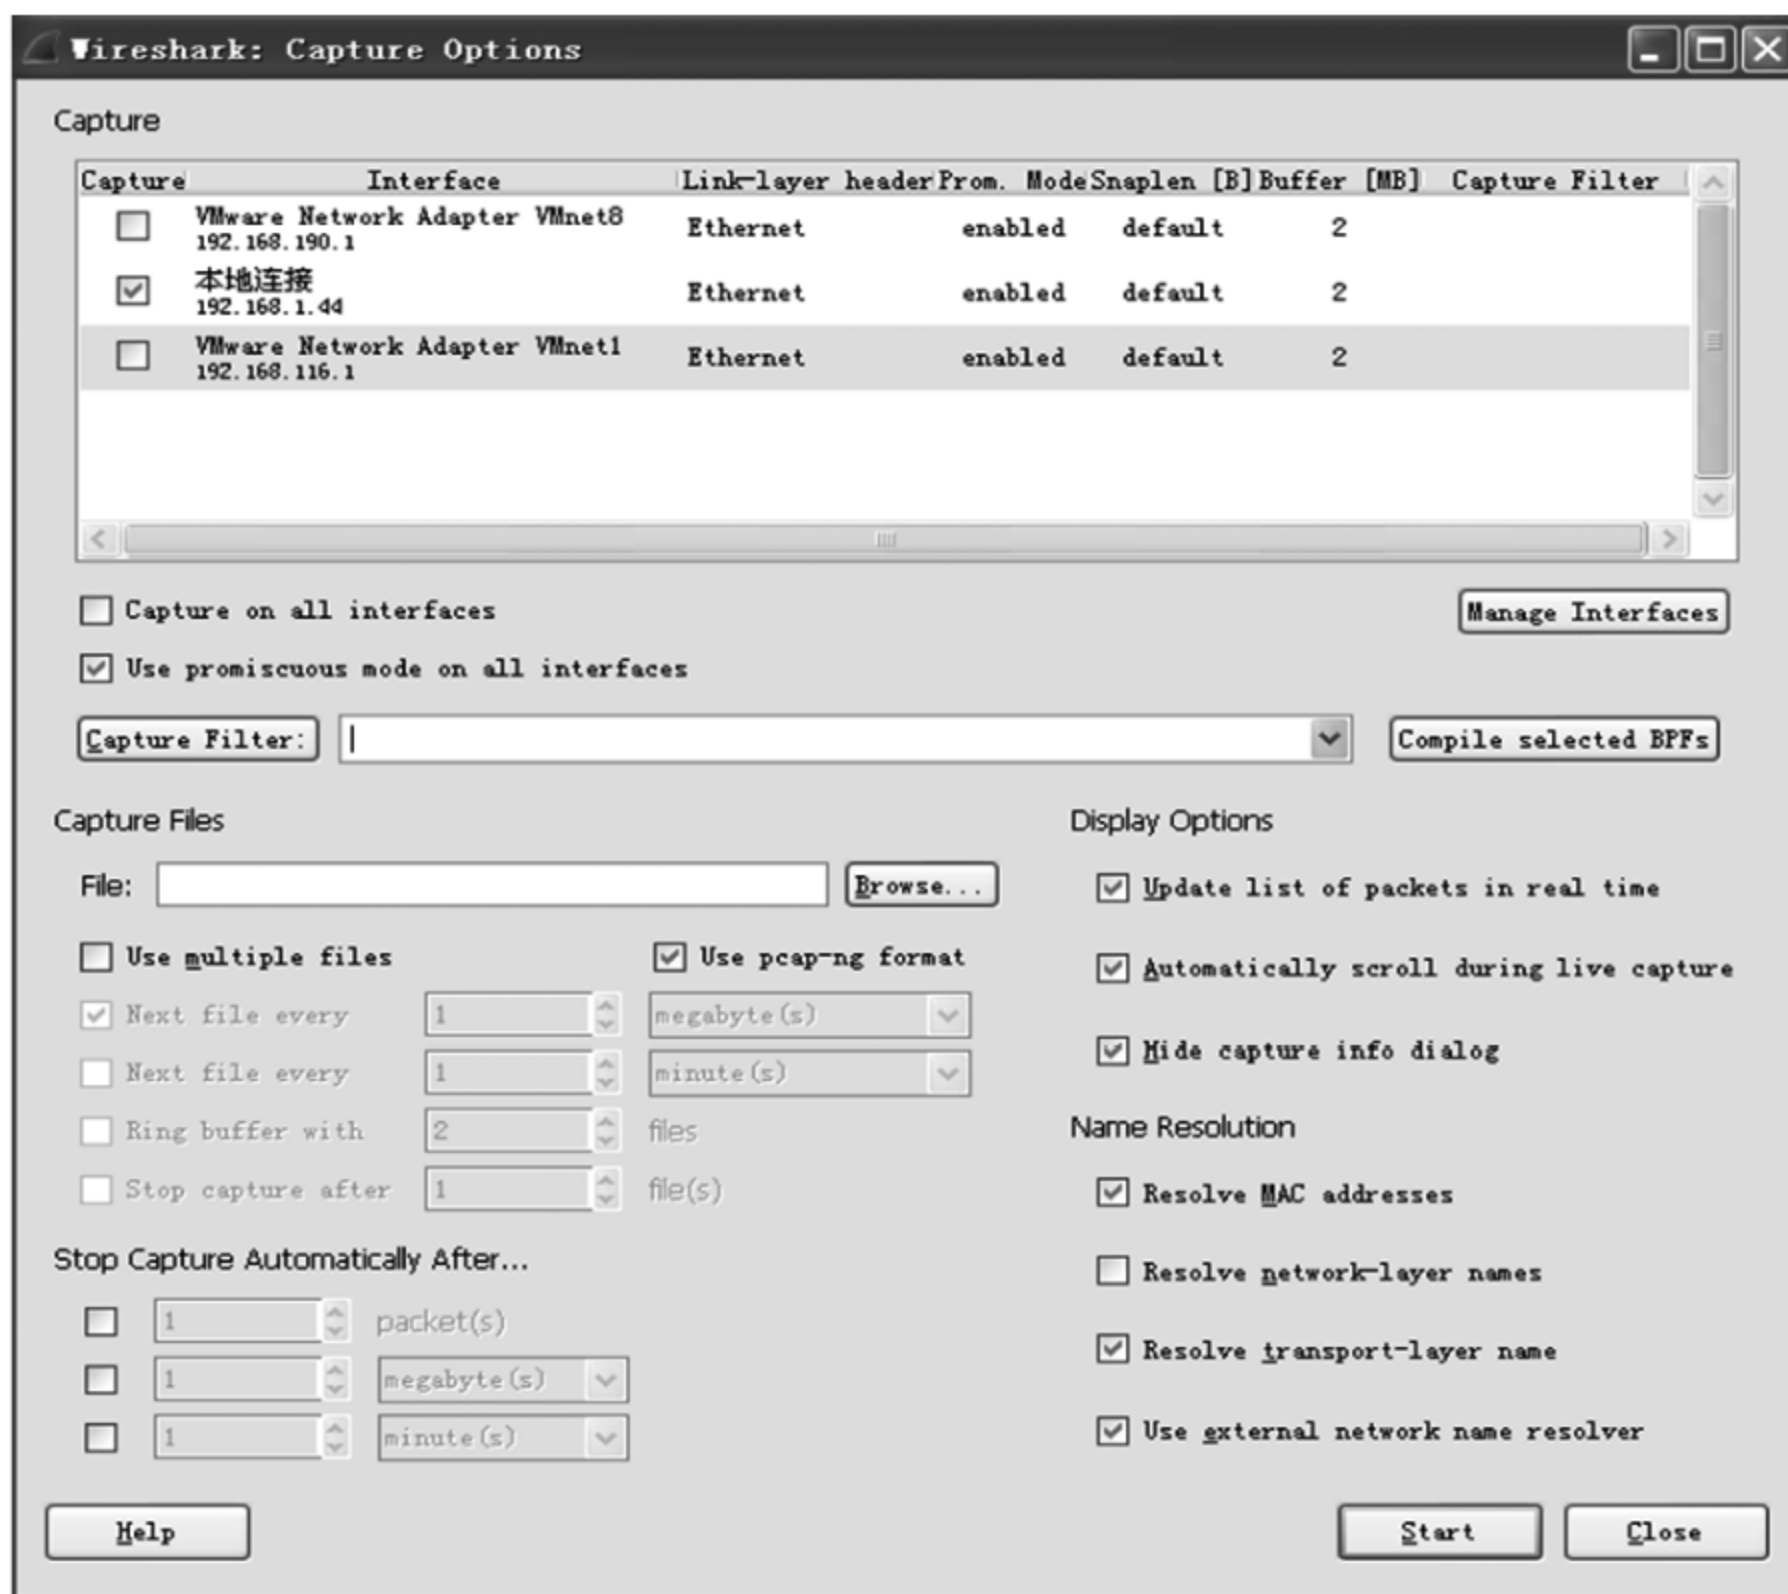 Wireshark: Capture Options
Capture
Capture Interface Link-layer header Prom. Mode Snaplen [B] Buffer [MB] Capture Filter
VMware Network Adapter VMnet8
192.168.190.1
Ethernet enabled default 2
本地连接
192.168.1.44
Ethernet enabled default 2
VMware Network Adapter VMnet1
192.168.116.1
Ethernet enabled default 2
Capture on all interfaces
Manage Interfaces
Use promiscuous mode on all interfaces
Capture Filter:
Compile selected BPFs
Capture Files
File:
Browse...
Use multiple files
Use pcap-ng format
Next file every 1 megabyte(s)
Next file every 1 minute(s)
Ring buffer with 2 files
Stop capture after 1 file(s)
Stop Capture Automatically After...
1 packet(s)
1 megabyte(s)
1 minute(s)
Display Options
Update list of packets in real time
Automatically scroll during live capture
Hide capture info dialog
Name Resolution
Resolve MAC addresses
Resolve network-layer names
Resolve transport-layer name
Use external network name resolver
Help
Start
Close